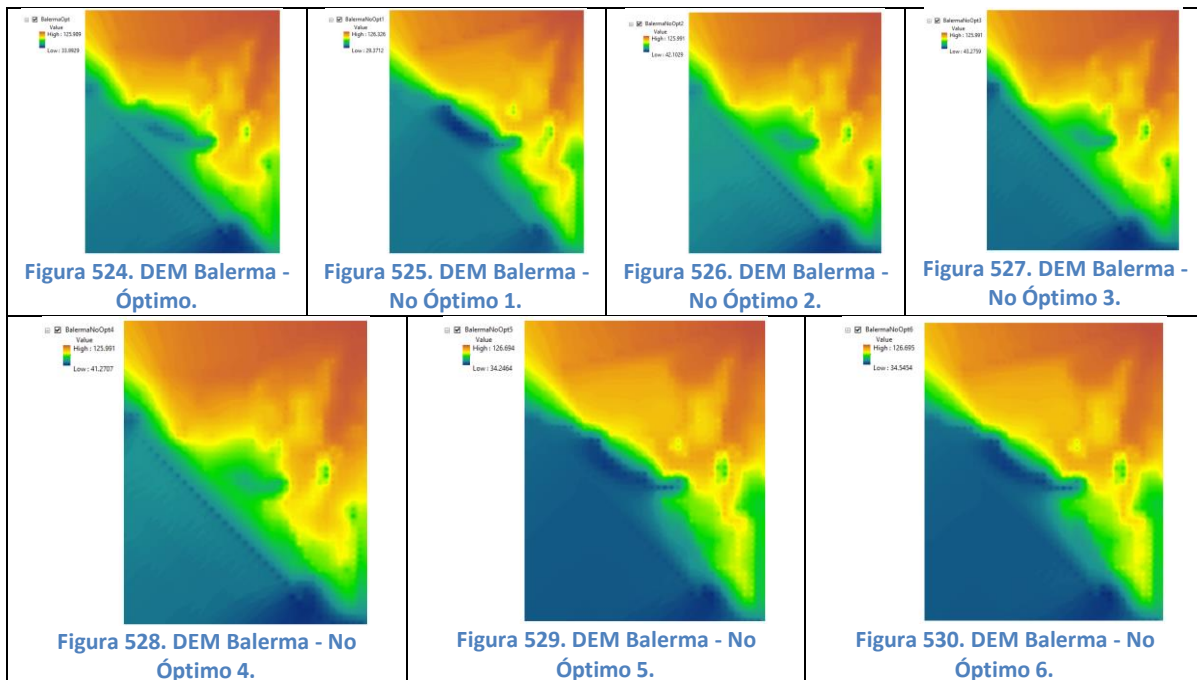 BalermaOpt
Value
High : 125.909
Low : 33.9929
Figura 524. DEM Balerma -
Óptimo.
BalermaNoOpt1
Value
High : 126.326
Low : 29.3712
Figura 525. DEM Balerma -
No Óptimo 1.
BalermaNoOpt2
Value
High : 125.991
Low : 42.1029
Figura 526. DEM Balerma -
No Óptimo 2.
BalermaNoOpt3
Value
High : 125.991
Figura 527. DEM Balerma -
No Óptimo 3.
BalermaNoOpt4
Value
High : 125.991
Low : 41.2707
Figura 528. DEM Balerma - No
Óptimo 4.
BalermaNoOpt5
Value
High : 126.694
Low : 34.2464
Figura 529. DEM Balerma - No
Óptimo 5.
BalermaNoOpt6
Value
High : 126.695
Low : 34.5454
Figura 530. DEM Balerma - No
Óptimo 6.